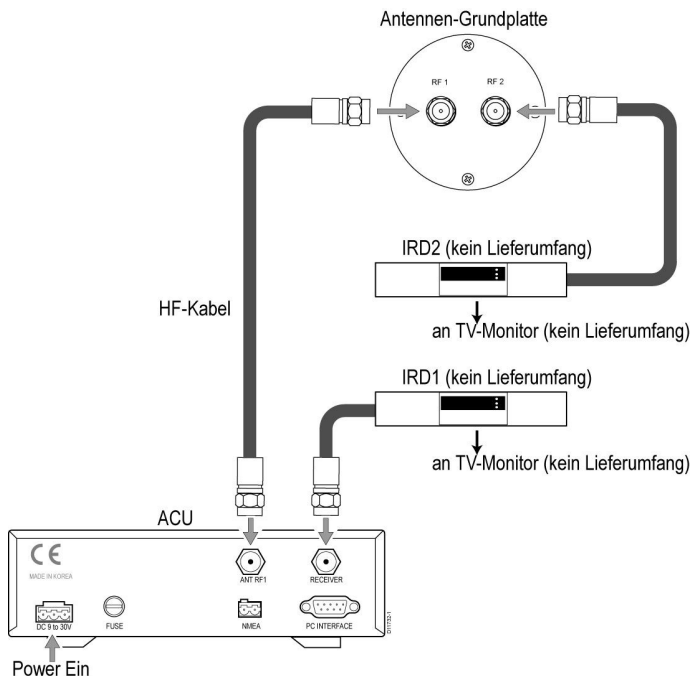 Antennen-Grundplatte
RF 1
RF 2
IRD2 (kein Lieferumfang)
HF-Kabel
an TV-Monitor (kein Lieferumfang)
IRD1 (kein Lieferumfang)
an TV-Monitor (kein Lieferumfang)
ACU
CE
MADE IN KOREA
ANT RF1
RECEIVER
DC 9 to 30V
FUSE
NMEA
PC INTERFACE
D11732-1
Power Ein